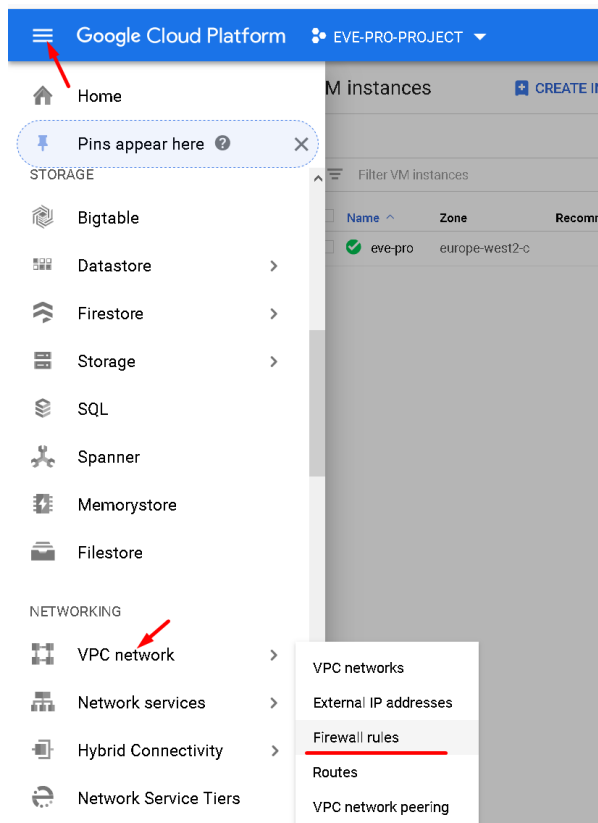 Google Cloud Platform EVE-PRO-PROJECT
Home
M instances
CREATE I
Pins appear here
STORAGE
Filter VM instances
Bigtable
Name Zone Recomm
eve-pro europe-west2-c
Datastore
Firestore
Storage
SQL
Spanner
Memorystore
Filestore
NETWORKING
VPC network
Network services
Hybrid Connectivity
Network Service Tiers
VPC networks
External IP addresses
Firewall rules
Routes
VPC network peering